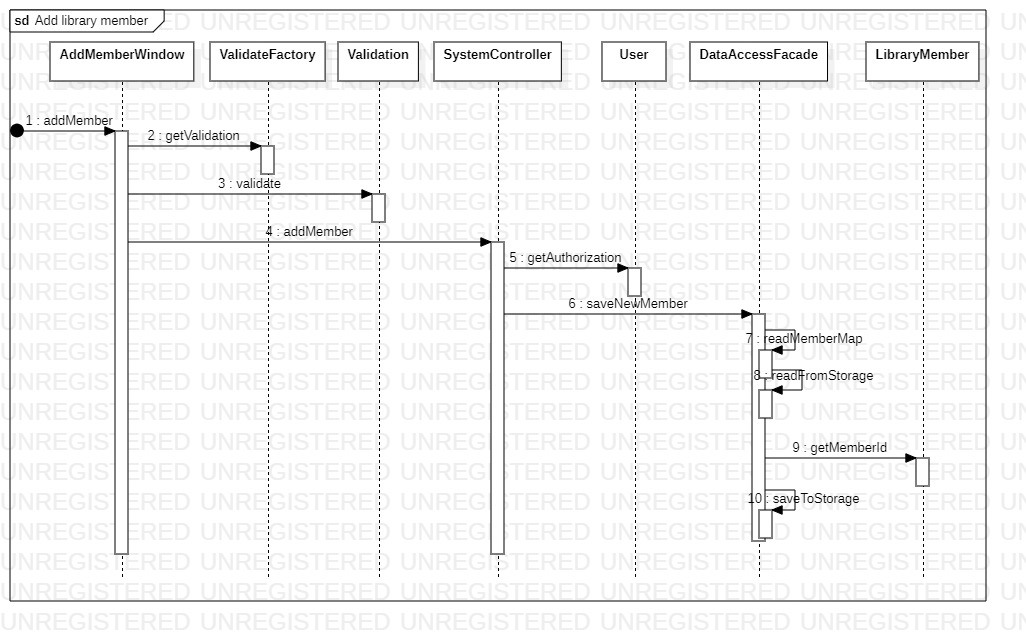 sd Add library member
AddMemberWindow
ValidateFactory
Validation
SystemController
User
DataAccessFacade
LibraryMember
1 : addMember
2 : getValidation
3 : validate
4 : addMember
5 : getAuthorization
6 : saveNewMember
7 : readMemberMap
8 : readFromStorage
9 : getMemberId
10 : saveToStorage
UNREGISTERED UNREGISTERED UNREGISTERED UNREGISTERED UNREGISTERED